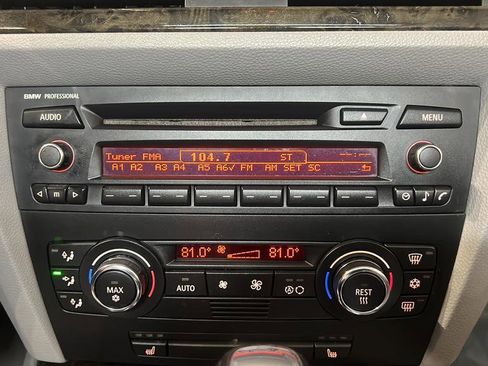 BMW PROFESSIONAL
AUDIO
MENU
Tuner FMA 104.7 ST --:--
A1 A2 A3 A4 A5 A6✓ FM AM SET SC
m
81.0° 81.0°
MAX
AUTO
REST